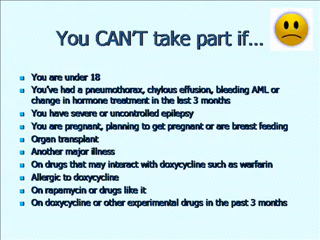 You CAN'T take part if...
You are under 18
You've had a pneumothorax, chylous effusion, bleeding AML or
change in hormone treatment in the last 3 months
You have severe or uncontrolled epilepsy
You are pregnant, planning to get pregnant or are breast feeding
Organ transplant
Another major illness
On drugs that may interact with doxycycline such as warfarin
Allergic to doxycycline
On rapamycin or drugs like it
On doxycycline or other experimental drugs in the past 3 months